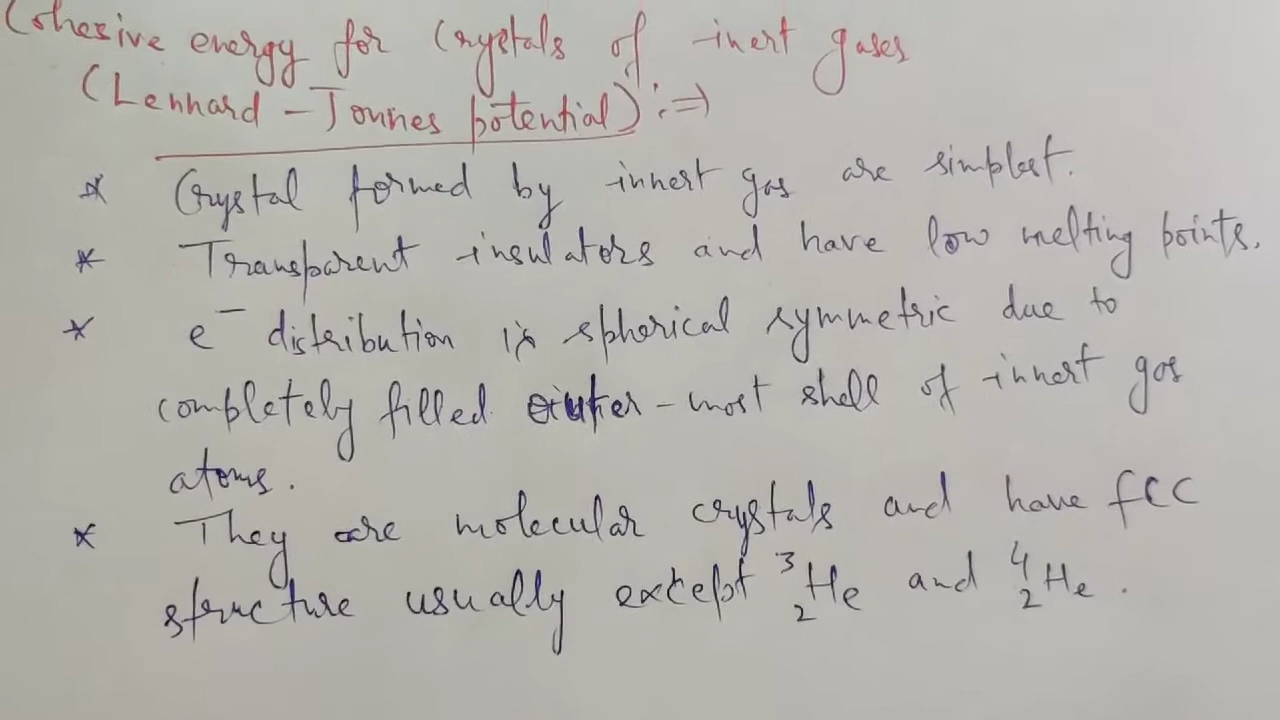 Cohesive energy for Crystals of inert gases
(Lennard - Jonnes potential) :⇒
* Crystal formed by innert gas are simplest.
* Transparent insulators and have low melting points.
* e⁻ distribution is spherical symmetric due to
completely filled outer-most shell of innert gas
atoms.
* They are molecular crystals and have fCC
structure usually except ³₂He and ⁴₂He.